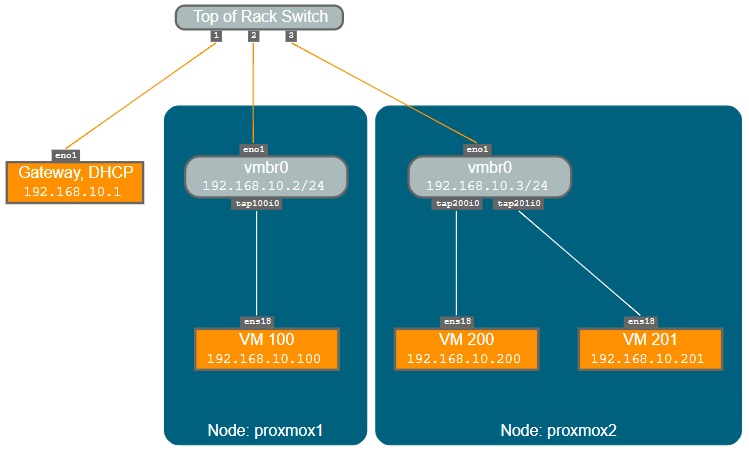 Top of Rack Switch
1 2 3
eno1 eno1 eno1
Gateway, DHCP
192.168.10.1
vmbr0
192.168.10.2/24
tap100i0
vmbr0
192.168.10.3/24
tap200i0 tap201i0
ens18 ens18 ens18
VM 100
192.168.10.100
VM 200
192.168.10.200
VM 201
192.168.10.201
Node: proxmox1
Node: proxmox2